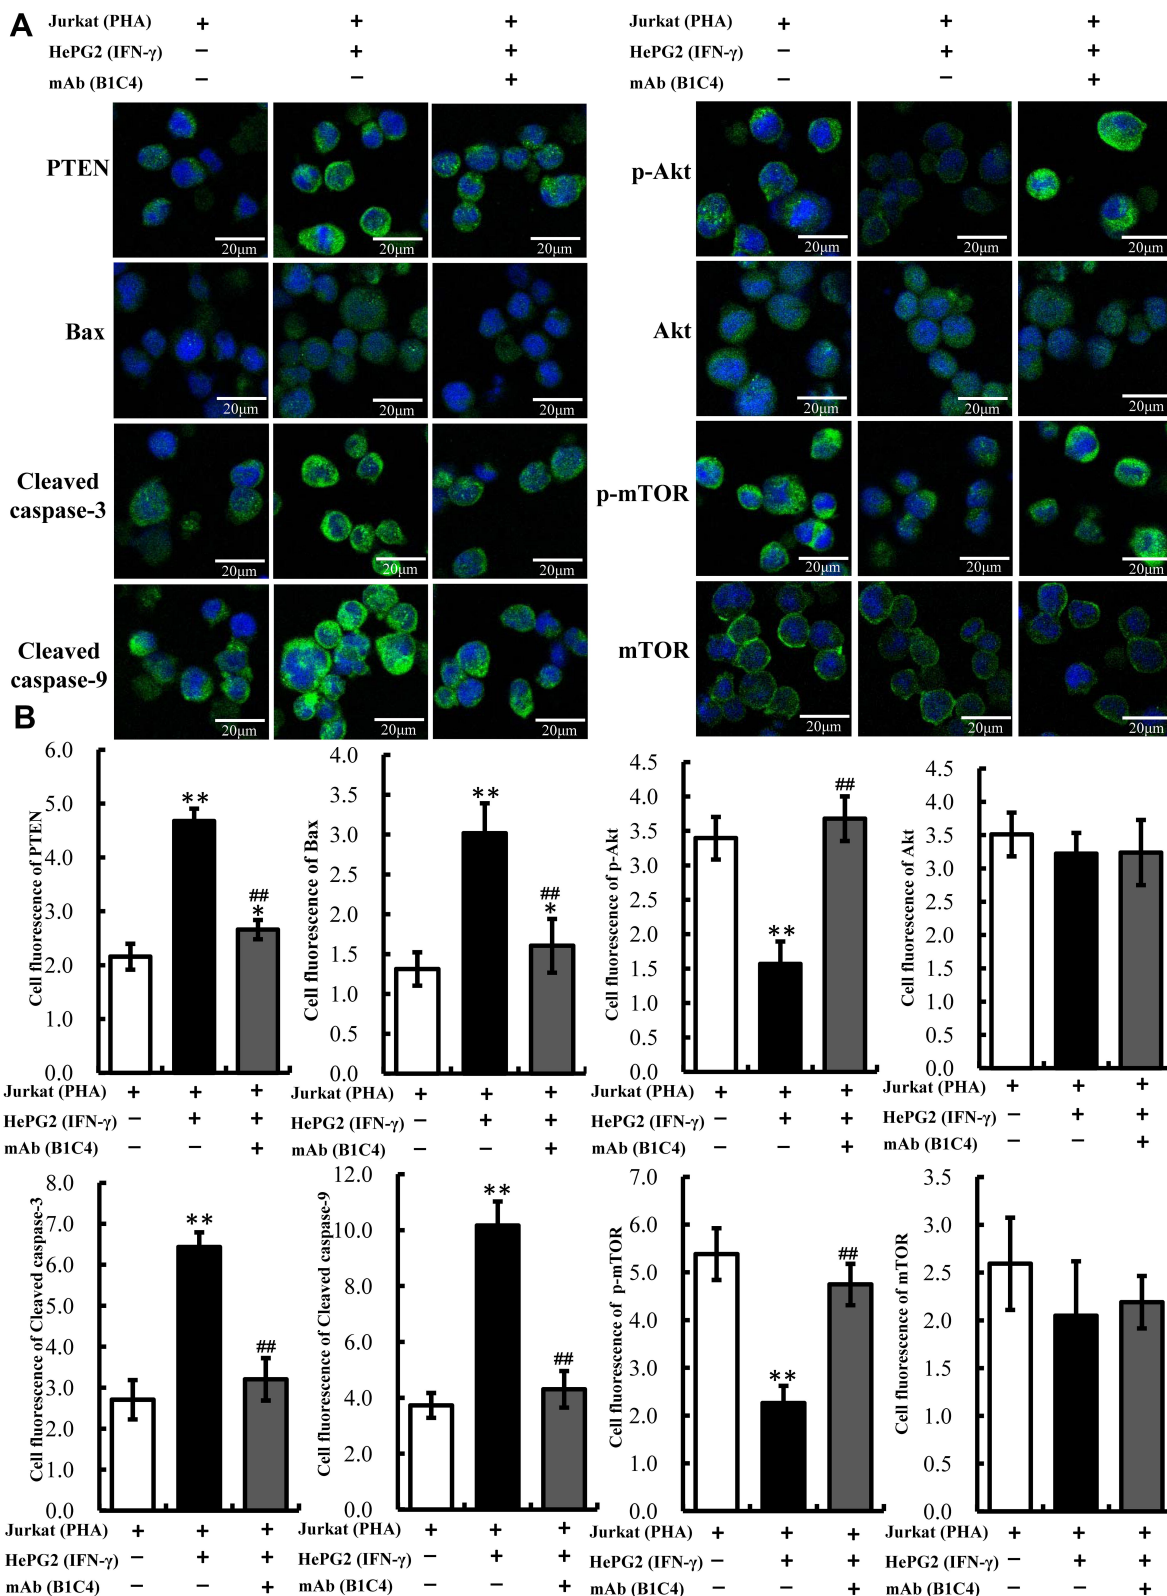 A
Jurkat (PHA) + + +
HePG2 (IFN-γ) − + +
mAb (B1C4) − − +
Jurkat (PHA) + + +
HePG2 (IFN-γ) − + +
mAb (B1C4) − − +
PTEN
20μm 20μm 20μm
Bax
20μm 20μm 20μm
Cleaved
caspase-3
20μm 20μm 20μm
Cleaved
caspase-9
20μm 20μm 20μm
p-Akt
20μm 20μm 20μm
Akt
20μm 20μm 20μm
p-mTOR
20μm 20μm 20μm
mTOR
20μm 20μm 20μm
B
Cell fluorescence of PTEN
6.0
5.0
4.0
3.0
2.0
1.0
0.0
**
##
*
Jurkat (PHA) + + +
HePG2 (IFN-γ) − + +
mAb (B1C4) − − +
Cell fluorescence of Bax
4.0
3.5
3.0
2.5
2.0
1.5
1.0
0.5
0.0
**
##
*
Jurkat (PHA) + + +
HePG2 (IFN-γ) − + +
mAb (B1C4) − − +
Cell fluorescence of p-Akt
4.5
4.0
3.5
3.0
2.5
2.0
1.5
1.0
0.5
0.0
**
##
Jurkat (PHA) + + +
HePG2 (IFN-γ) − + +
mAb (B1C4) − − +
Cell fluorescence of Akt
4.5
4.0
3.5
3.0
2.5
2.0
1.5
1.0
0.5
0.0
Jurkat (PHA) + + +
HePG2 (IFN-γ) − + +
mAb (B1C4) − − +
Cell fluorescence of Cleaved caspase-3
8.0
7.0
6.0
5.0
4.0
3.0
2.0
1.0
0.0
**
##
Jurkat (PHA) + + +
HePG2 (IFN-γ) − + +
mAb (B1C4) − − +
Cell fluorescence of Cleaved caspase-9
12.0
10.0
8.0
6.0
4.0
2.0
0.0
**
##
Jurkat (PHA) + + +
HePG2 (IFN-γ) − + +
mAb (B1C4) − − +
Cell fluorescence of p-mTOR
7.0
6.0
5.0
4.0
3.0
2.0
1.0
0.0
**
##
Jurkat (PHA) + + +
HePG2 (IFN-γ) − + +
mAb (B1C4) − − +
Cell fluorescence of mTOR
3.5
3.0
2.5
2.0
1.5
1.0
0.5
0.0
Jurkat (PHA) + + +
HePG2 (IFN-γ) − + +
mAb (B1C4) − − +